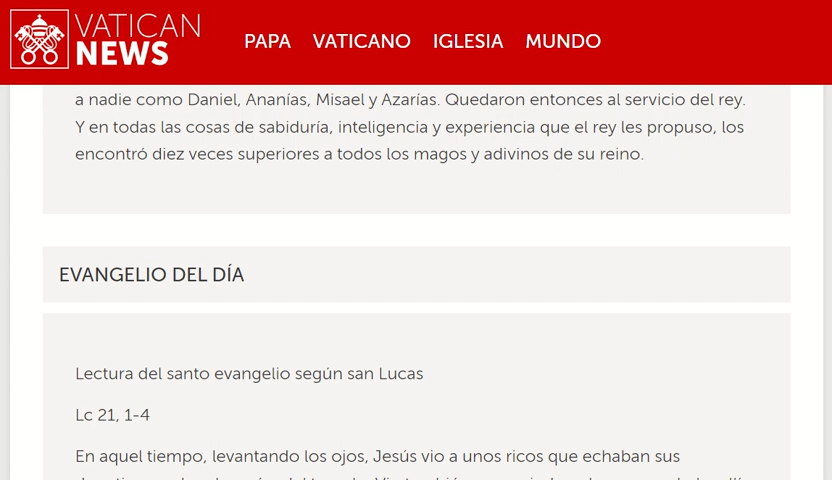 VATICAN
NEWS
PAPA VATICANO IGLESIA MUNDO
a nadie como Daniel, Ananías, Misael y Azarías. Quedaron entonces al servicio del rey.
Y en todas las cosas de sabiduría, inteligencia y experiencia que el rey les propuso, los
encontró diez veces superiores a todos los magos y adivinos de su reino.
EVANGELIO DEL DÍA
Lectura del santo evangelio según san Lucas
Lc 21, 1-4
En aquel tiempo, levantando los ojos, Jesús vio a unos ricos que echaban sus